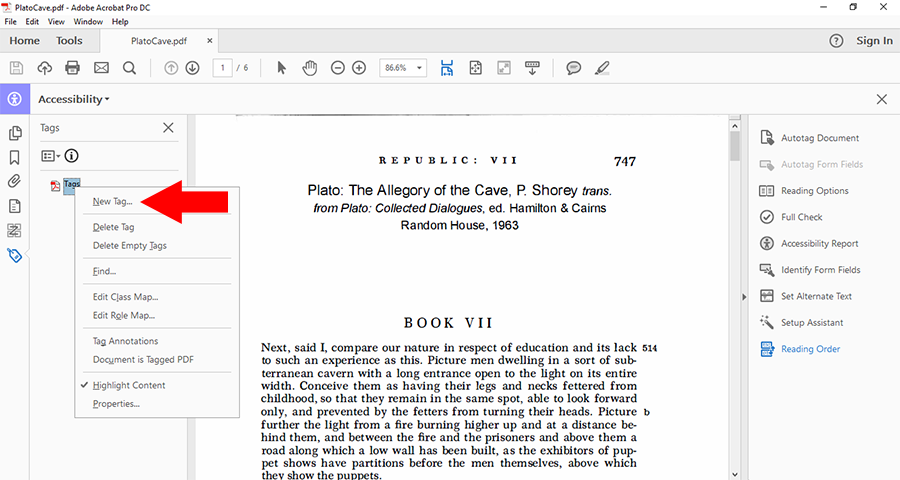 PlatoCave.pdf - Adobe Acrobat Pro DC
File Edit View Window Help
Home Tools PlatoCave.pdf × Sign In
1 / 6 86.6%
Accessibility
Tags
Tags
New Tag...
Delete Tag
Delete Empty Tags
Find...
Edit Class Map...
Edit Role Map...
Tag Annotations
Document is Tagged PDF
Highlight Content
Properties...
REPUBLIC: VII 747
Plato: The Allegory of the Cave, P. Shorey trans.
from Plato: Collected Dialogues, ed. Hamilton & Cairns
Random House, 1963
BOOK VII
Next, said I, compare our nature in respect of education and its lack 514
to such an experience as this. Picture men dwelling in a sort of sub-
terranean cavern with a long entrance open to the light on its entire
width. Conceive them as having their legs and necks fettered from
childhood, so that they remain in the same spot, able to look forward
only, and prevented by the fetters from turning their heads. Picture b
further the light from a fire burning higher up and at a distance be-
hind them, and between the fire and the prisoners and above them a
road along which a low wall has been built, as the exhibitors of pup-
pet shows have partitions before the men themselves, above which
they show the puppets.
Autotag Document
Autotag Form Fields
Reading Options
Full Check
Accessibility Report
Identify Form Fields
Set Alternate Text
Setup Assistant
Reading Order